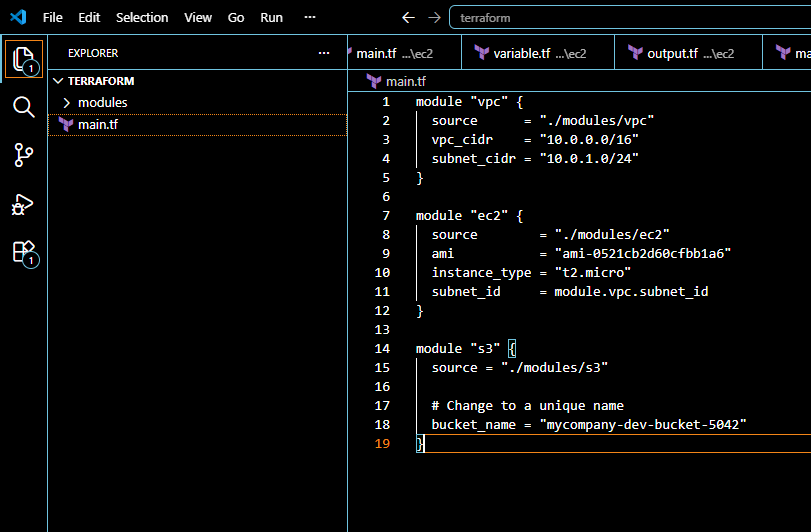 File Edit Selection View Go Run ··· terraform
EXPLORER ···
TERRAFORM
modules
main.tf
1
1
main.tf ...\ec2 variable.tf ...\ec2 output.tf ...\ec2 ma
main.tf
1 module "vpc" {
2 source = "./modules/vpc"
3 vpc_cidr = "10.0.0.0/16"
4 subnet_cidr = "10.0.1.0/24"
5 }
6
7 module "ec2" {
8 source = "./modules/ec2"
9 ami = "ami-0521cb2d60cfbb1a6"
10 instance_type = "t2.micro"
11 subnet_id = module.vpc.subnet_id
12 }
13
14 module "s3" {
15 source = "./modules/s3"
16
17 # Change to a unique name
18 bucket_name = "mycompany-dev-bucket-5042"
19 }